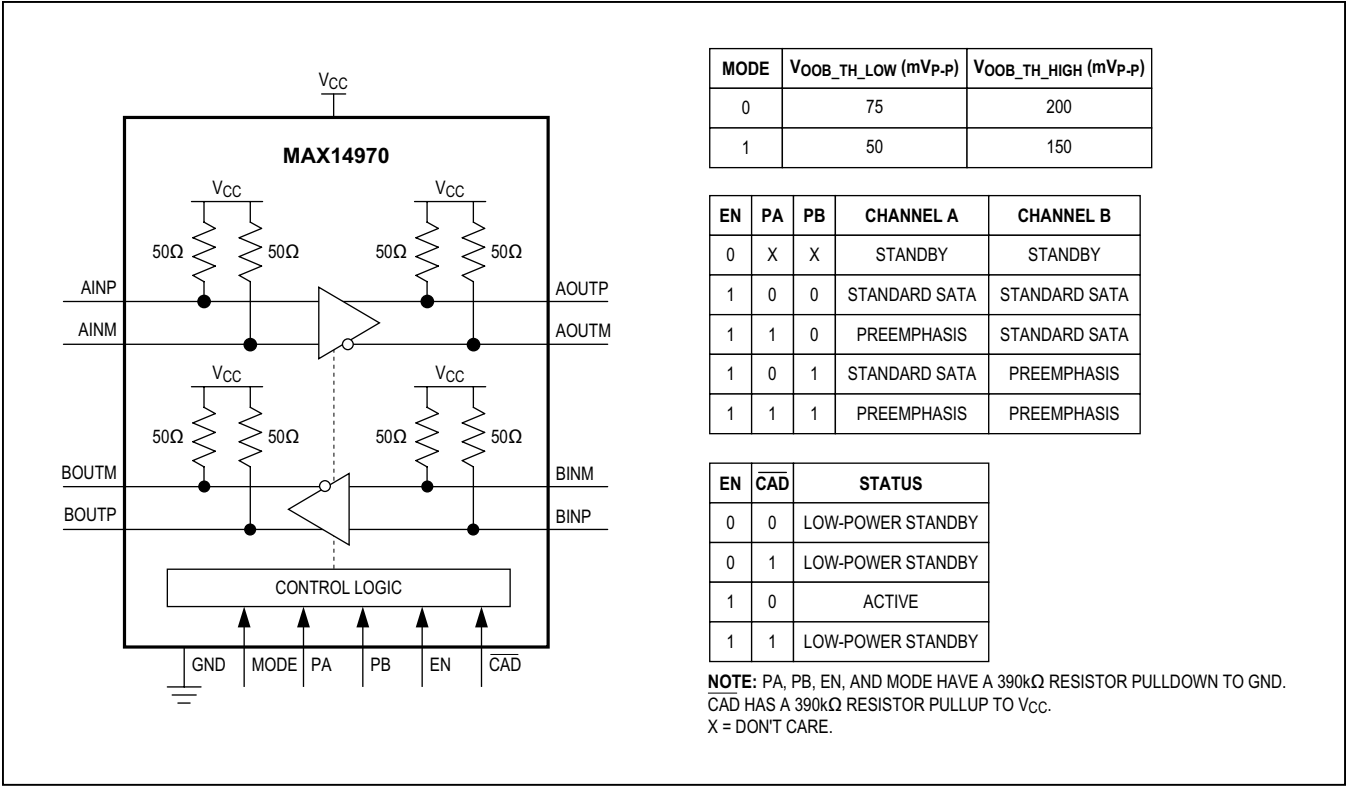 VCC
MAX14970
VCC VCC
50Ω 50Ω 50Ω 50Ω
AINP AOUTP
AINM AOUTM
VCC VCC
50Ω 50Ω 50Ω 50Ω
BOUTM BINM
BOUTP BINP
CONTROL LOGIC
GND MODE PA PB EN CAD
MODE VOOB_TH_LOW (mVP-P) VOOB_TH_HIGH (mVP-P)
0 75 200
1 50 150
EN PA PB CHANNEL A CHANNEL B
0 X X STANDBY STANDBY
1 0 0 STANDARD SATA STANDARD SATA
1 1 0 PREEMPHASIS STANDARD SATA
1 0 1 STANDARD SATA PREEMPHASIS
1 1 1 PREEMPHASIS PREEMPHASIS
EN CAD STATUS
0 0 LOW-POWER STANDBY
0 1 LOW-POWER STANDBY
1 0 ACTIVE
1 1 LOW-POWER STANDBY
NOTE: PA, PB, EN, AND MODE HAVE A 390kΩ RESISTOR PULLDOWN TO GND.
CAD HAS A 390kΩ RESISTOR PULLUP TO VCC.
X = DON'T CARE.